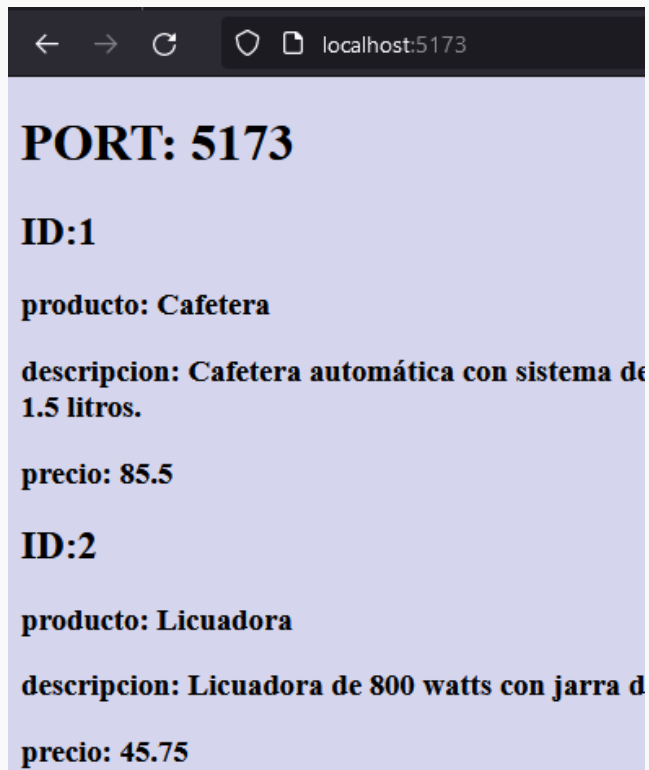 localhost:5173
PORT: 5173
ID:1
producto: Cafetera
descripcion: Cafetera automática con sistema de
1.5 litros.
precio: 85.5
ID:2
producto: Licuadora
descripcion: Licuadora de 800 watts con jarra d
precio: 45.75